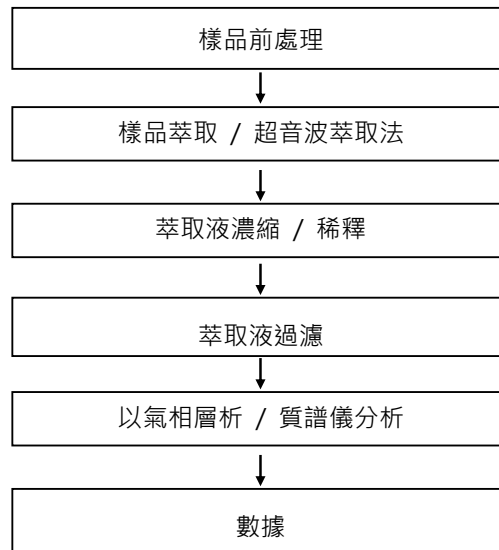 樣品前處理
樣品萃取 / 超音波萃取法
萃取液濃縮 / 稀釋
萃取液過濾
以氣相層析 / 質譜儀分析
數據